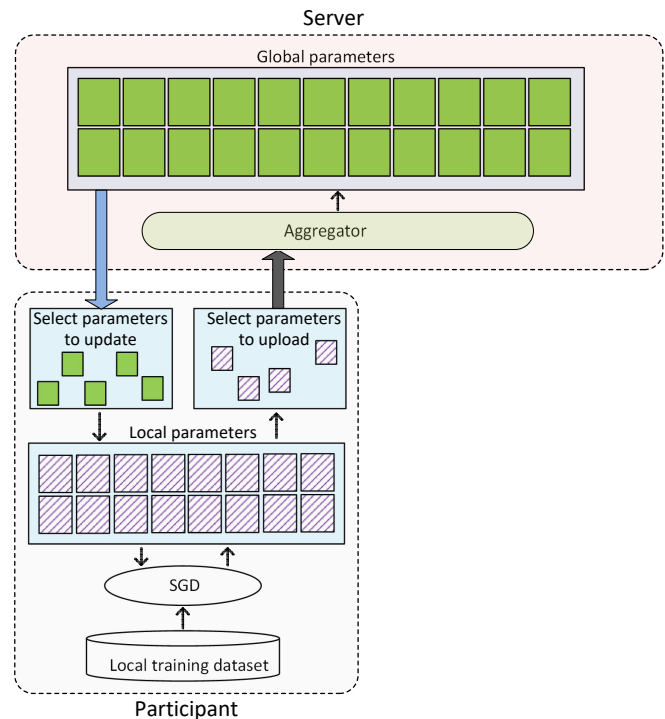 Server
Global parameters
Aggregator
Select parameters
to update
Select parameters
to upload
Local parameters
SGD
Local training dataset
Participant